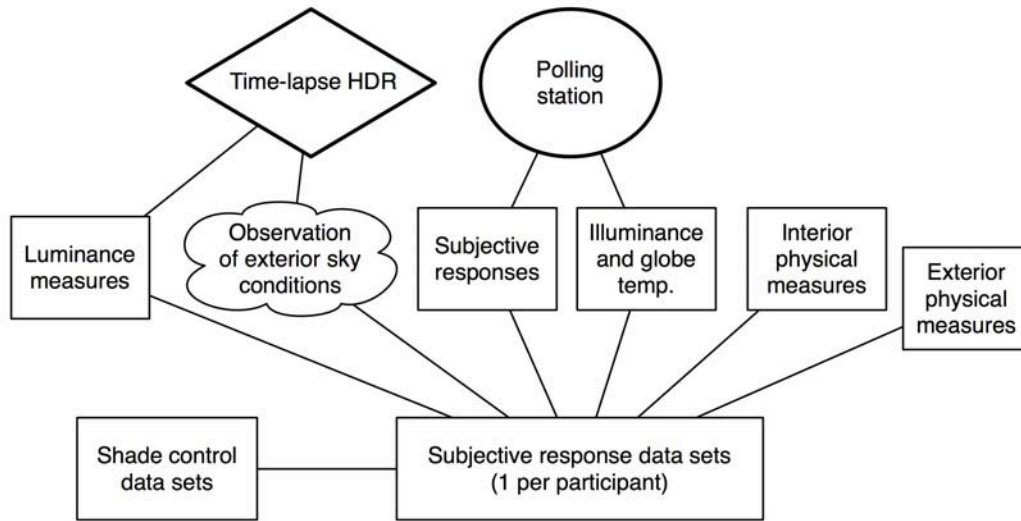 Time-lapse HDR
Polling
station
Luminance
measures
Observation
of exterior sky
conditions
Subjective
responses
Illuminance
and globe
temp.
Interior
physical
measures
Exterior
physical
measures
Shade control
data sets
Subjective response data sets
(1 per participant)